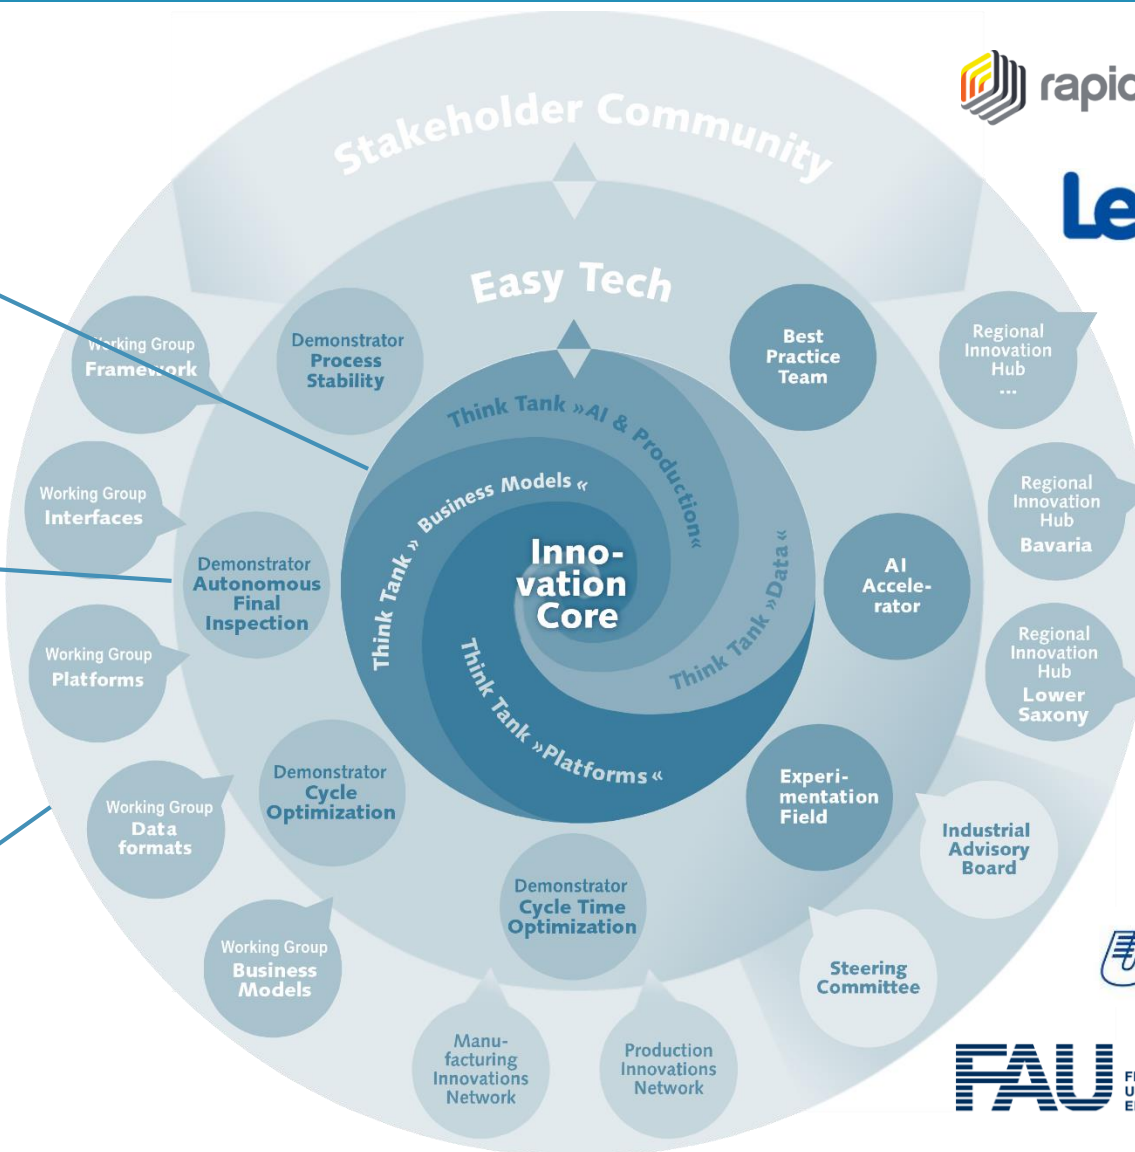 Stakeholder Community
Easy Tech
Think Tank »AI & Production«
Think Tank » Business Models «
Think Tank »Data «
Think Tank »Platforms«
Inno-
vation
Core
Demonstrator
Process
Stability
Demonstrator
Autonomous
Final
Inspection
Demonstrator
Cycle
Optimization
Demonstrator
Cycle Time
Optimization
Best
Practice
Team
AI
Accele-
rator
Experi-
mentation
Field
Working Group
Framework
Working Group
Interfaces
Working Group
Platforms
Working Group
Data
formats
Working Group
Business
Models
Manu-
facturing
Innovations
Network
Production
Innovations
Network
Steering
Committee
Industrial
Advisory
Board
Regional
Innovation
Hub
Lower
Saxony
Regional
Innovation
Hub
Bavaria
Regional
Innovation
Hub
...
Le
FAU